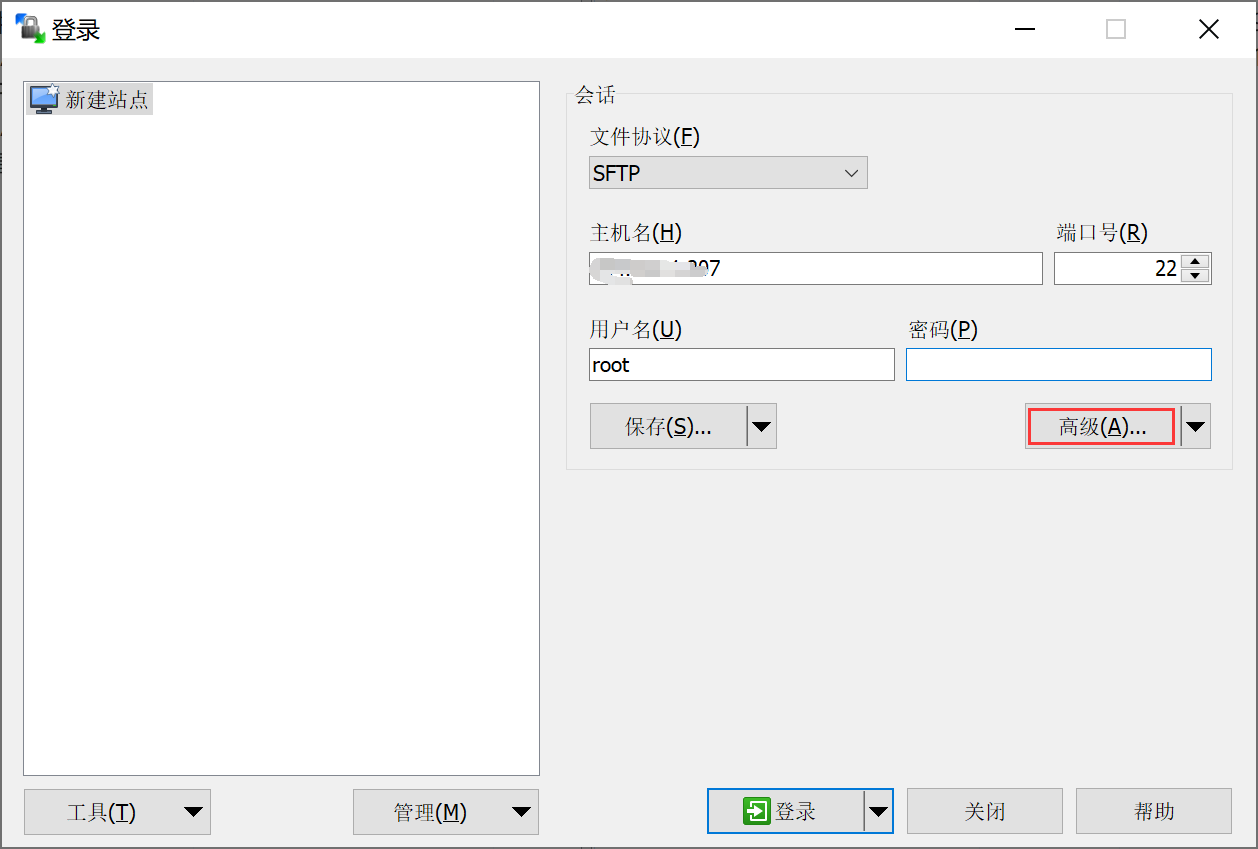 登录
新建站点
会话
文件协议(F)
SFTP
主机名(H)
端口号(R)
22
用户名(U)
密码(P)
root
保存(S)...
高级(A)...
工具(T)
管理(M)
登录
关闭
帮助